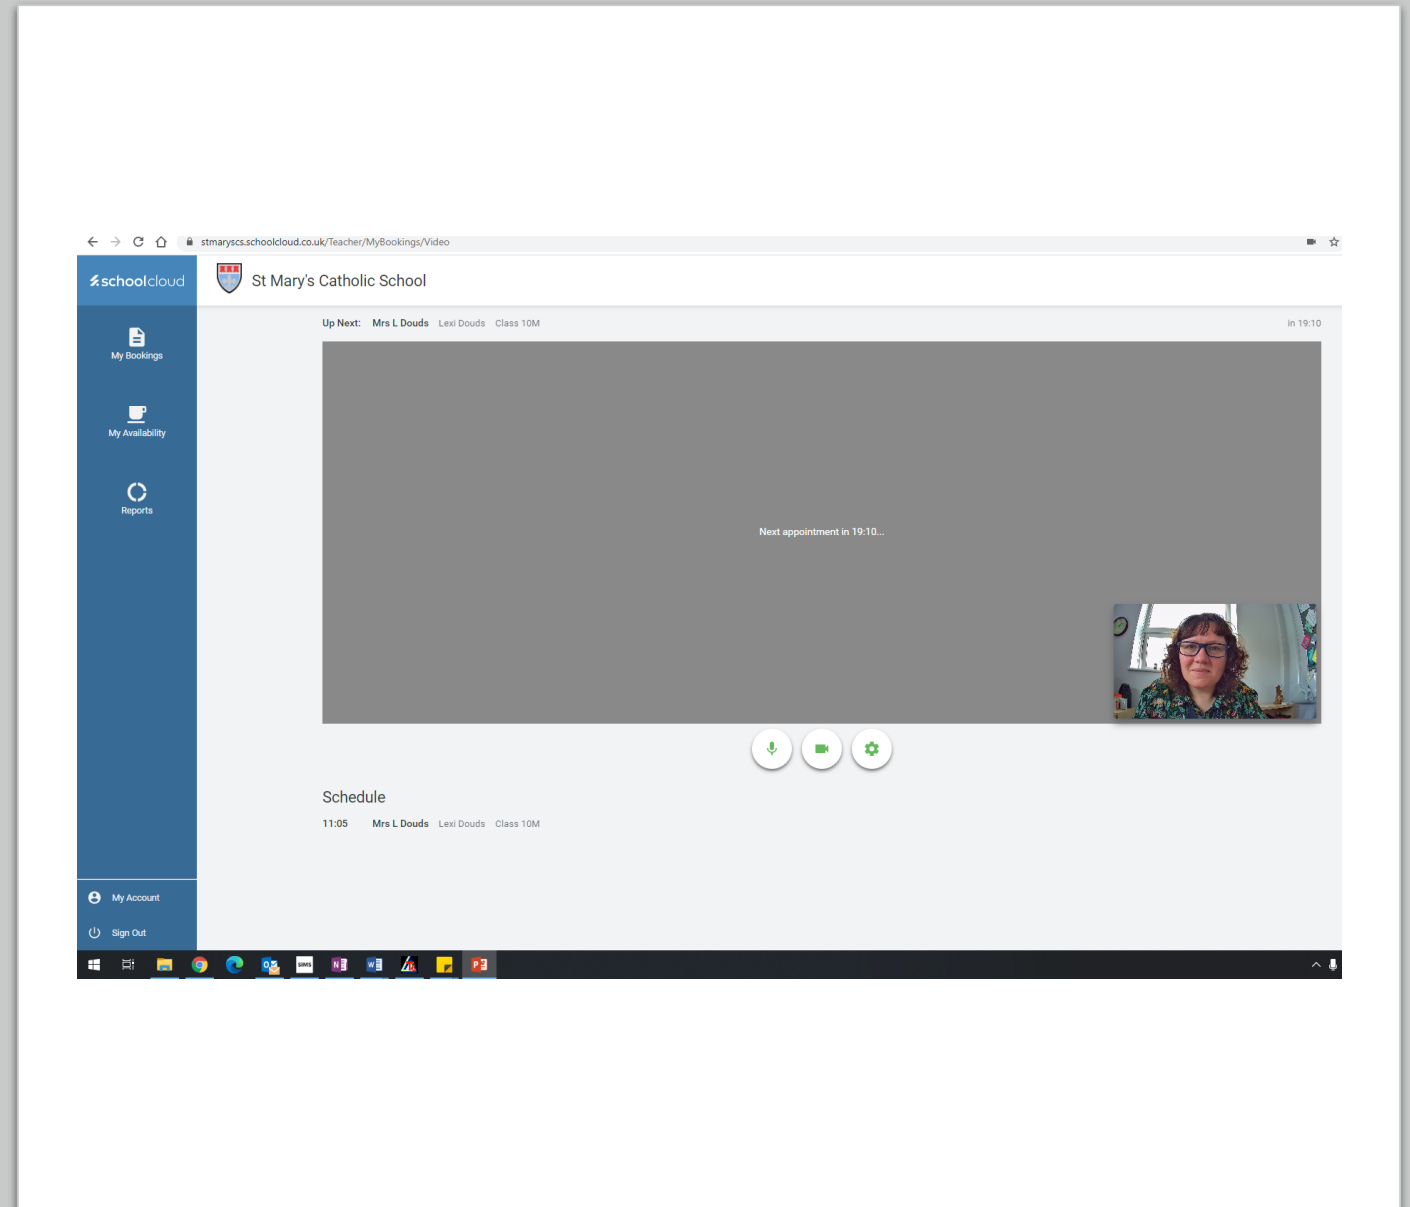 stmaryscs.schoolcloud.co.uk/Teacher/MyBookings/Video
schoolcloud
St Mary's Catholic School
Up Next: Mrs L Douds Lexi Douds Class 10M in 19:10
My Bookings
My Availability
Reports
Next appointment in 19:10...
Schedule
11:05 Mrs L Douds Lexi Douds Class 10M
My Account
Sign Out
SIMS